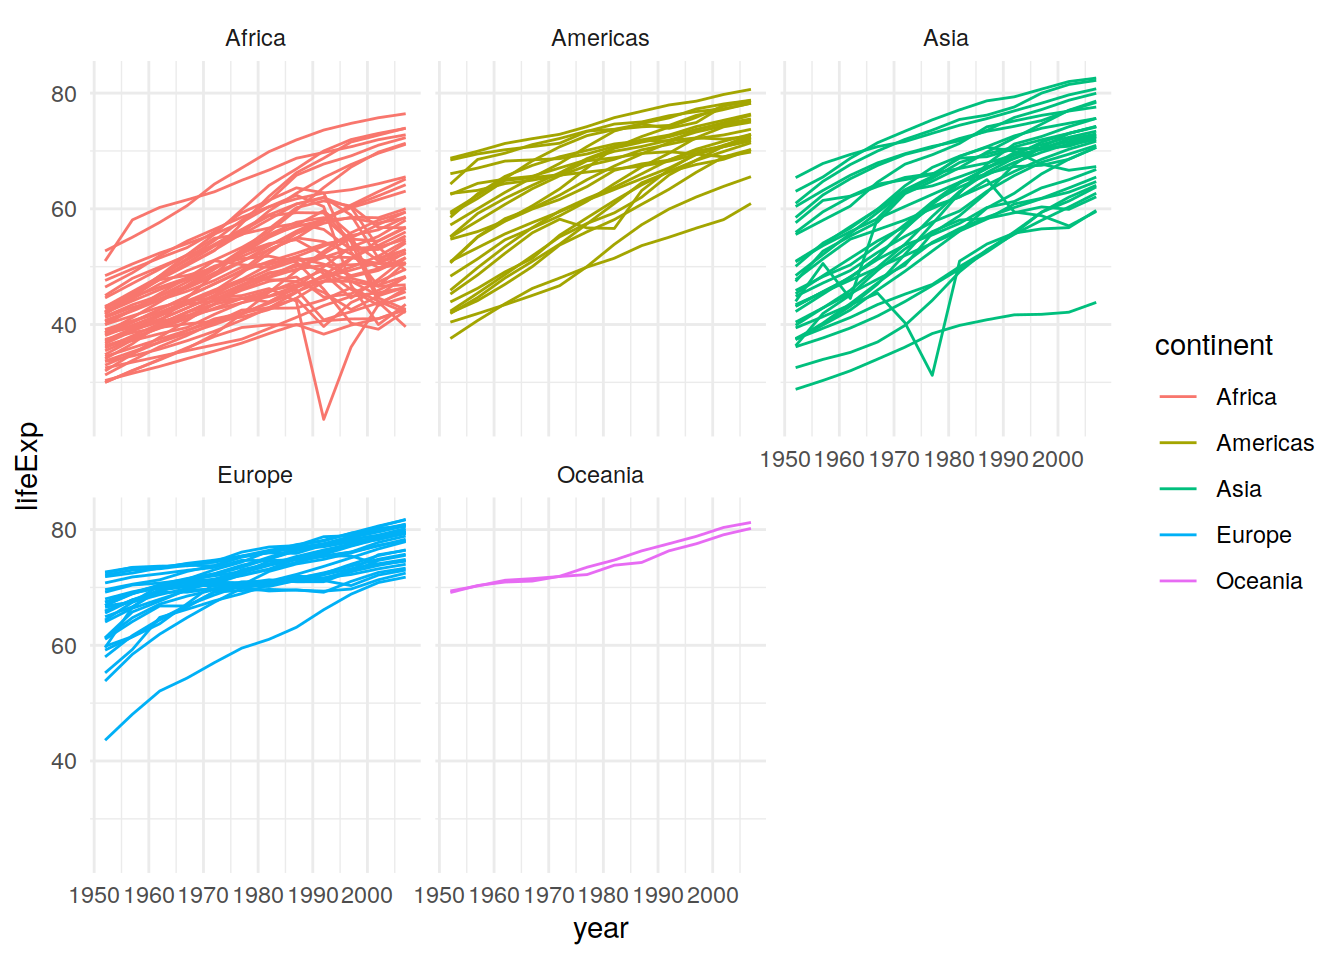 Africa Americas Asia
80
60
40
1950 1960 1970 1980 1990 2000
Europe Oceania
80
60
40
1950 1960 1970 1980 1990 2000 1950 1960 1970 1980 1990 2000
year
lifeExp
continent
Africa
Americas
Asia
Europe
Oceania